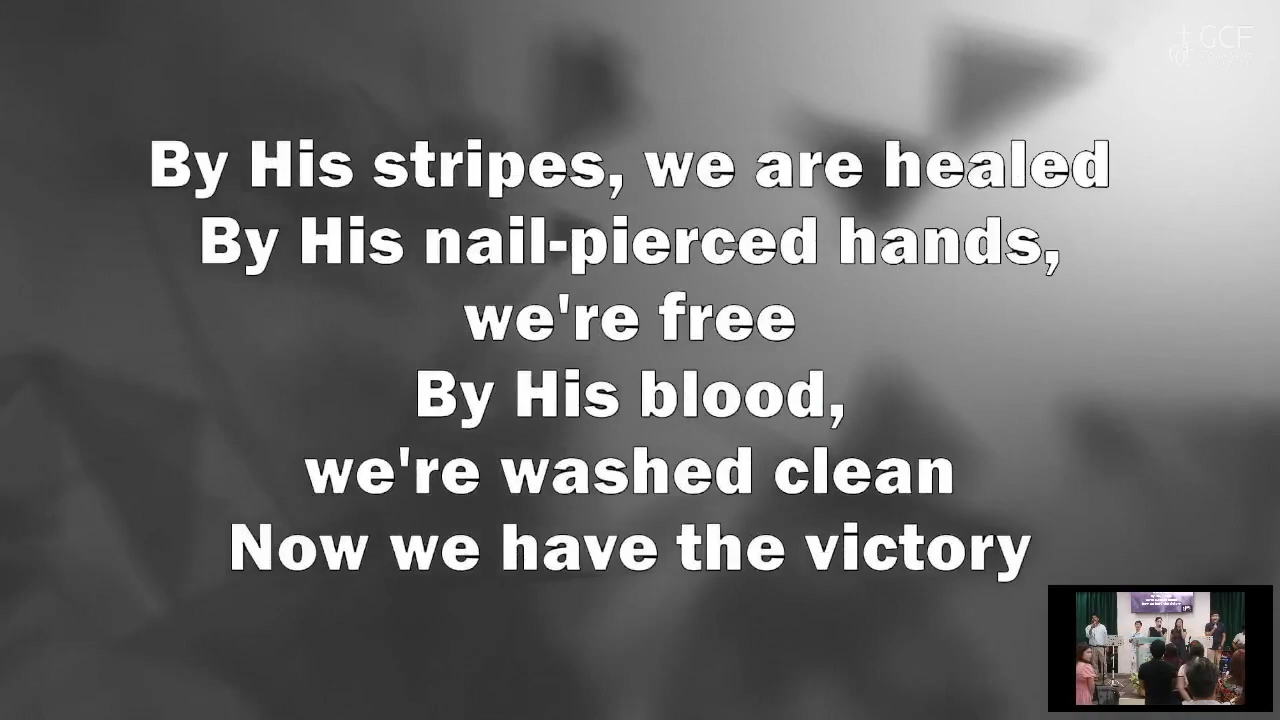 GCF
By His stripes, we are healed
By His nail-pierced hands,
we're free
By His blood,
we're washed clean
Now we have the victory